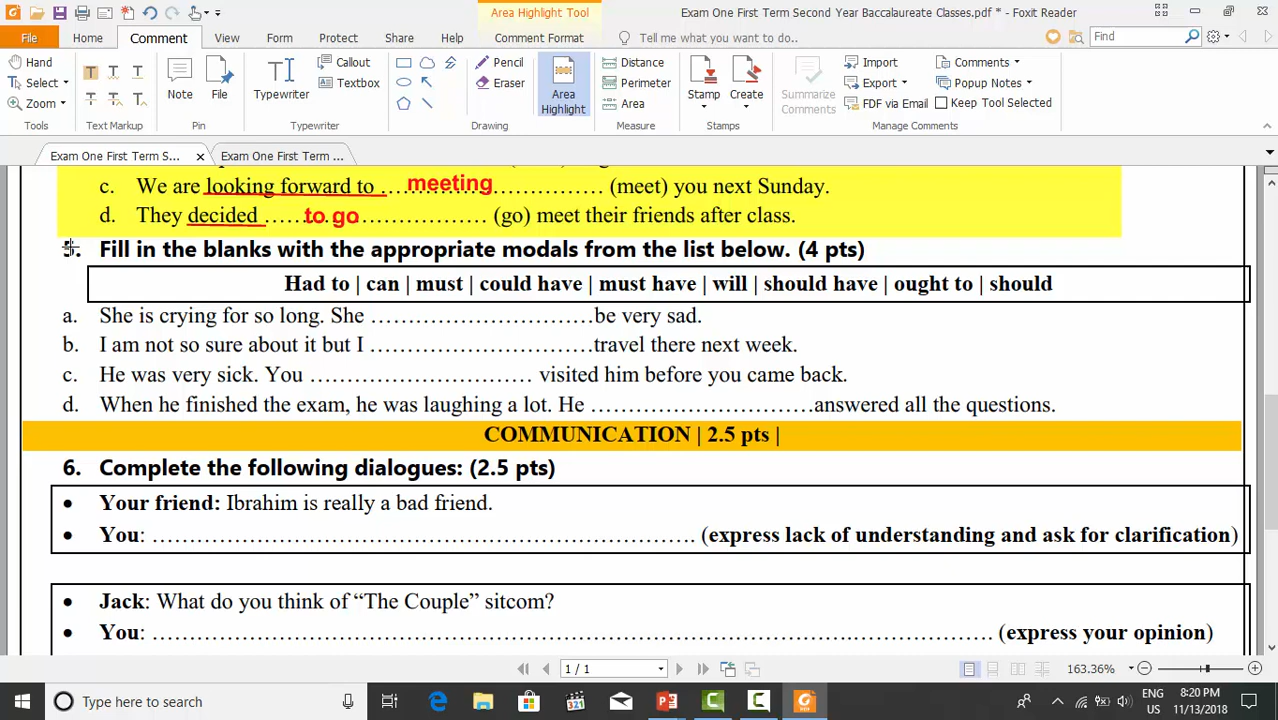 Area Highlight Tool
Exam One First Term Second Year Baccalaureate Classes.pdf * - Foxit Reader
File Home Comment View Form Protect Share Help Comment Format Tell me what you want to do.. Find
Hand
Select
Zoom
Tools
T T T
T T T
Text Markup
Note
File
Pin
Typewriter
Callout
Textbox
Typewriter
Pencil
Eraser
Drawing
Area Highlight
Distance
Perimeter
Area
Measure
Stamp
Create
Stamps
Summarize Comments
Import
Export
FDF via Email
Comments
Popup Notes
Keep Tool Selected
Manage Comments
Exam One First Term S... × Exam One First Term ...
c. We are looking forward to ... meeting ……………… (meet) you next Sunday.
d. They decided …… to go ………………… (go) meet their friends after class.
5. Fill in the blanks with the appropriate modals from the list below. (4 pts)
Had to | can | must | could have | must have | will | should have | ought to | should
a. She is crying for so long. She …………………………be very sad.
b. I am not so sure about it but I …………………………travel there next week.
c. He was very sick. You ………………………… visited him before you came back.
d. When he finished the exam, he was laughing a lot. He …………………………answered all the questions.
COMMUNICATION | 2.5 pts |
6. Complete the following dialogues: (2.5 pts)
• Your friend: Ibrahim is really a bad friend.
• You: ………………………………………………………………. (express lack of understanding and ask for clarification)
• Jack: What do you think of “The Couple” sitcom?
• You: ………………………………………………………………………………….………………. (express your opinion)
1 / 1
163.36%
Type here to search
321
ENG
US
8:20 PM
11/13/2018